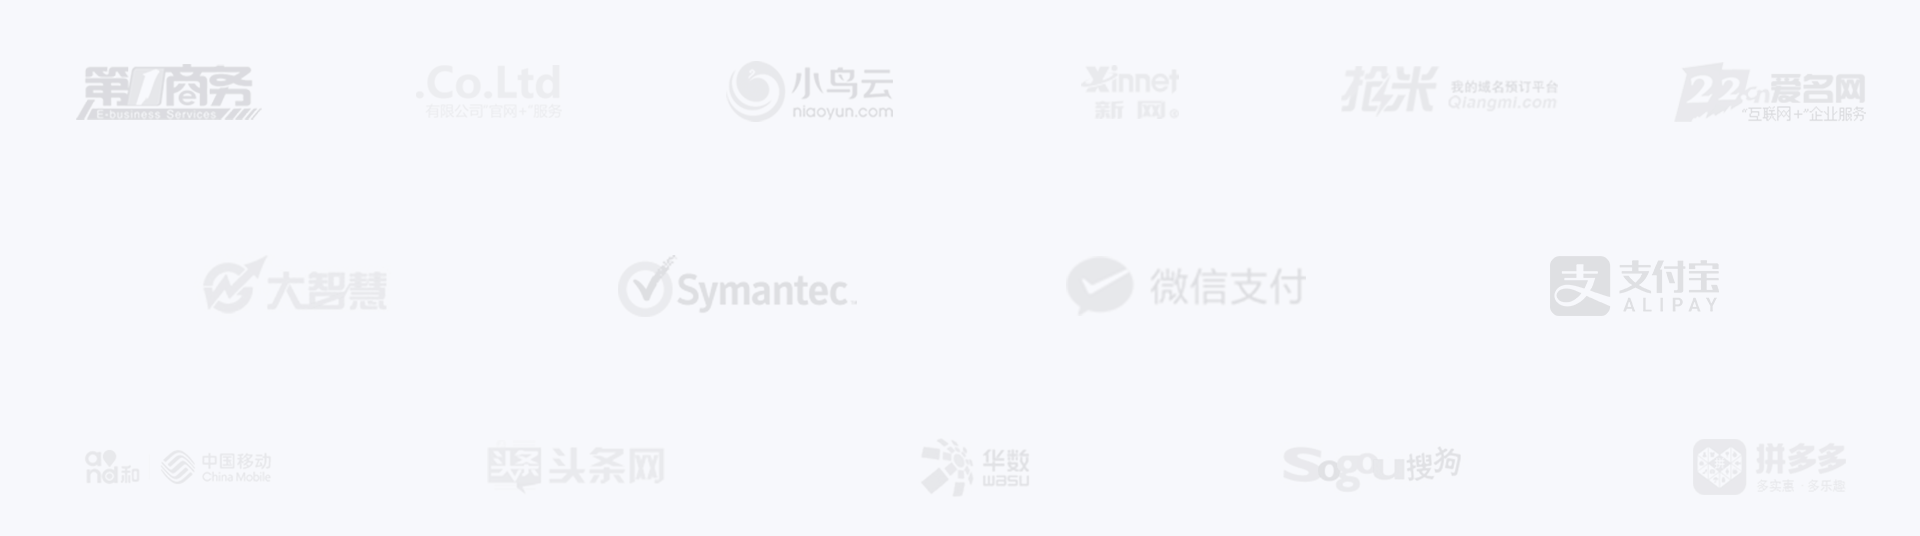 第1商务
E-business Services
.Co.Ltd
有限公司"官网+"服务
小鸟云
niaoyun.com
Xinnet
新 网®
抢米
我的域名预订平台
Qiangmi.com
22.cn爱名网
"互联网+"企业服务
大智慧
Symantec
微信支付
支付宝
ALIPAY
and和
中国移动
China Mobile
头条
头条网
华数
wasu
Sogou搜狗
拼多多
多实惠 多乐趣